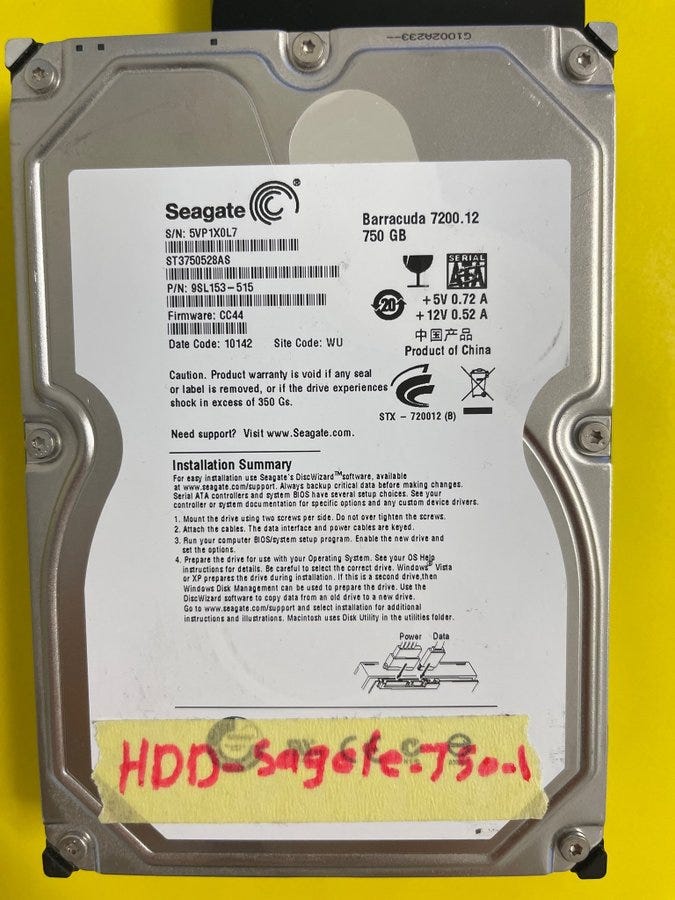 G1002A233--
Seagate®
S/N: 5VP1X0L7
ST3750528AS
P/N: 9SL153-515
Firmware: CC44
Date Code: 10142 Site Code: WU
Barracuda 7200.12
750 GB
SERIAL
ATA
20
+5V 0.72 A
+12V 0.52 A
中国产品
Product of China
Caution. Product warranty is void if any seal
or label is removed, or if the drive experiences
shock in excess of 350 Gs.
STX - 720012 (B)
Need support? Visit www.Seagate.com.
Installation Summary
For easy installation use Seagate's DiscWizard™ software, available
at www.seagate.com/support. Always backup critical data before making changes.
Serial ATA controllers and system BIOS have several setup choices. See your
controller or system documentation for specific options and any custom device drivers.
1. Mount the drive using two screws per side. Do not over tighten the screws.
2. Attach the cables. The data interface and power cables are keyed.
3. Run your computer BIOS/system setup program. Enable the new drive and
set the options.
4. Prepare the drive for use with your Operating System. See your OS Help
instructions for details. Be careful to select the correct drive. Windows® Vista
or XP prepares the drive during installation. If this is a second drive,then
Windows Disk Management can be used to prepare the drive. Use the
DiscWizard software to copy data from an old drive to a new drive.
Go to www.seagate.com/support and select installation for additional
instructions and illustrations. Macintosh uses Disk Utility in the utilities folder.
Power Data
HDD-Sagate-750-1